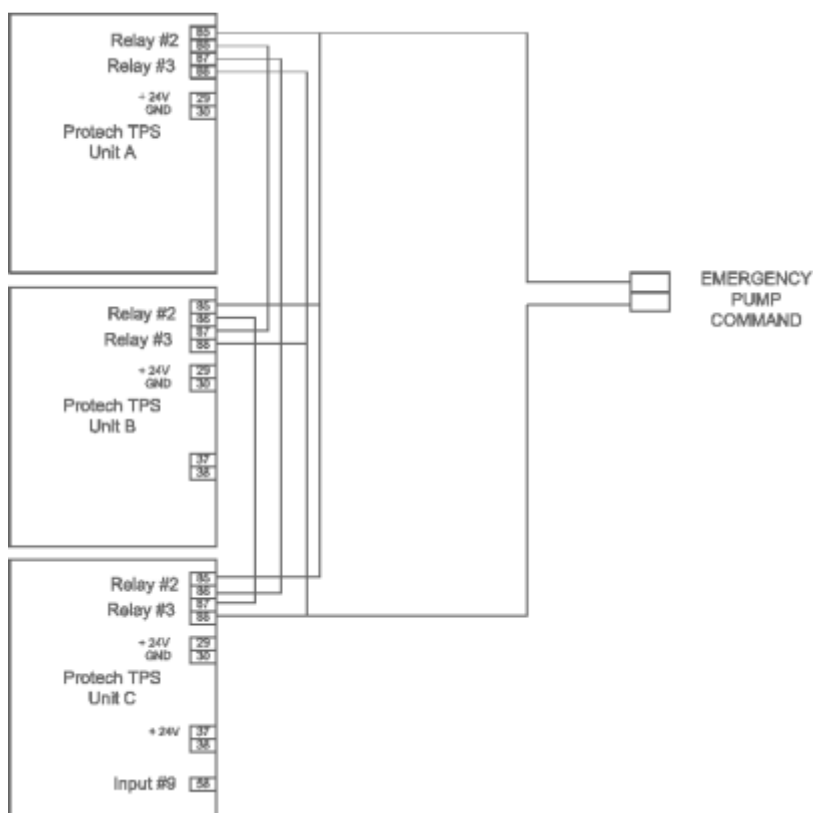 Relay #2
85
86
Relay #3
87
88
+ 24V
29
GND
30
Protech TPS
Unit A
Relay #2
85
86
Relay #3
87
88
+ 24V
29
GND
30
Protech TPS
Unit B
37
38
Relay #2
85
86
Relay #3
87
88
+ 24V
29
GND
30
Protech TPS
Unit C
+ 24V
37
38
Input #9
EMERGENCY
PUMP
COMMAND